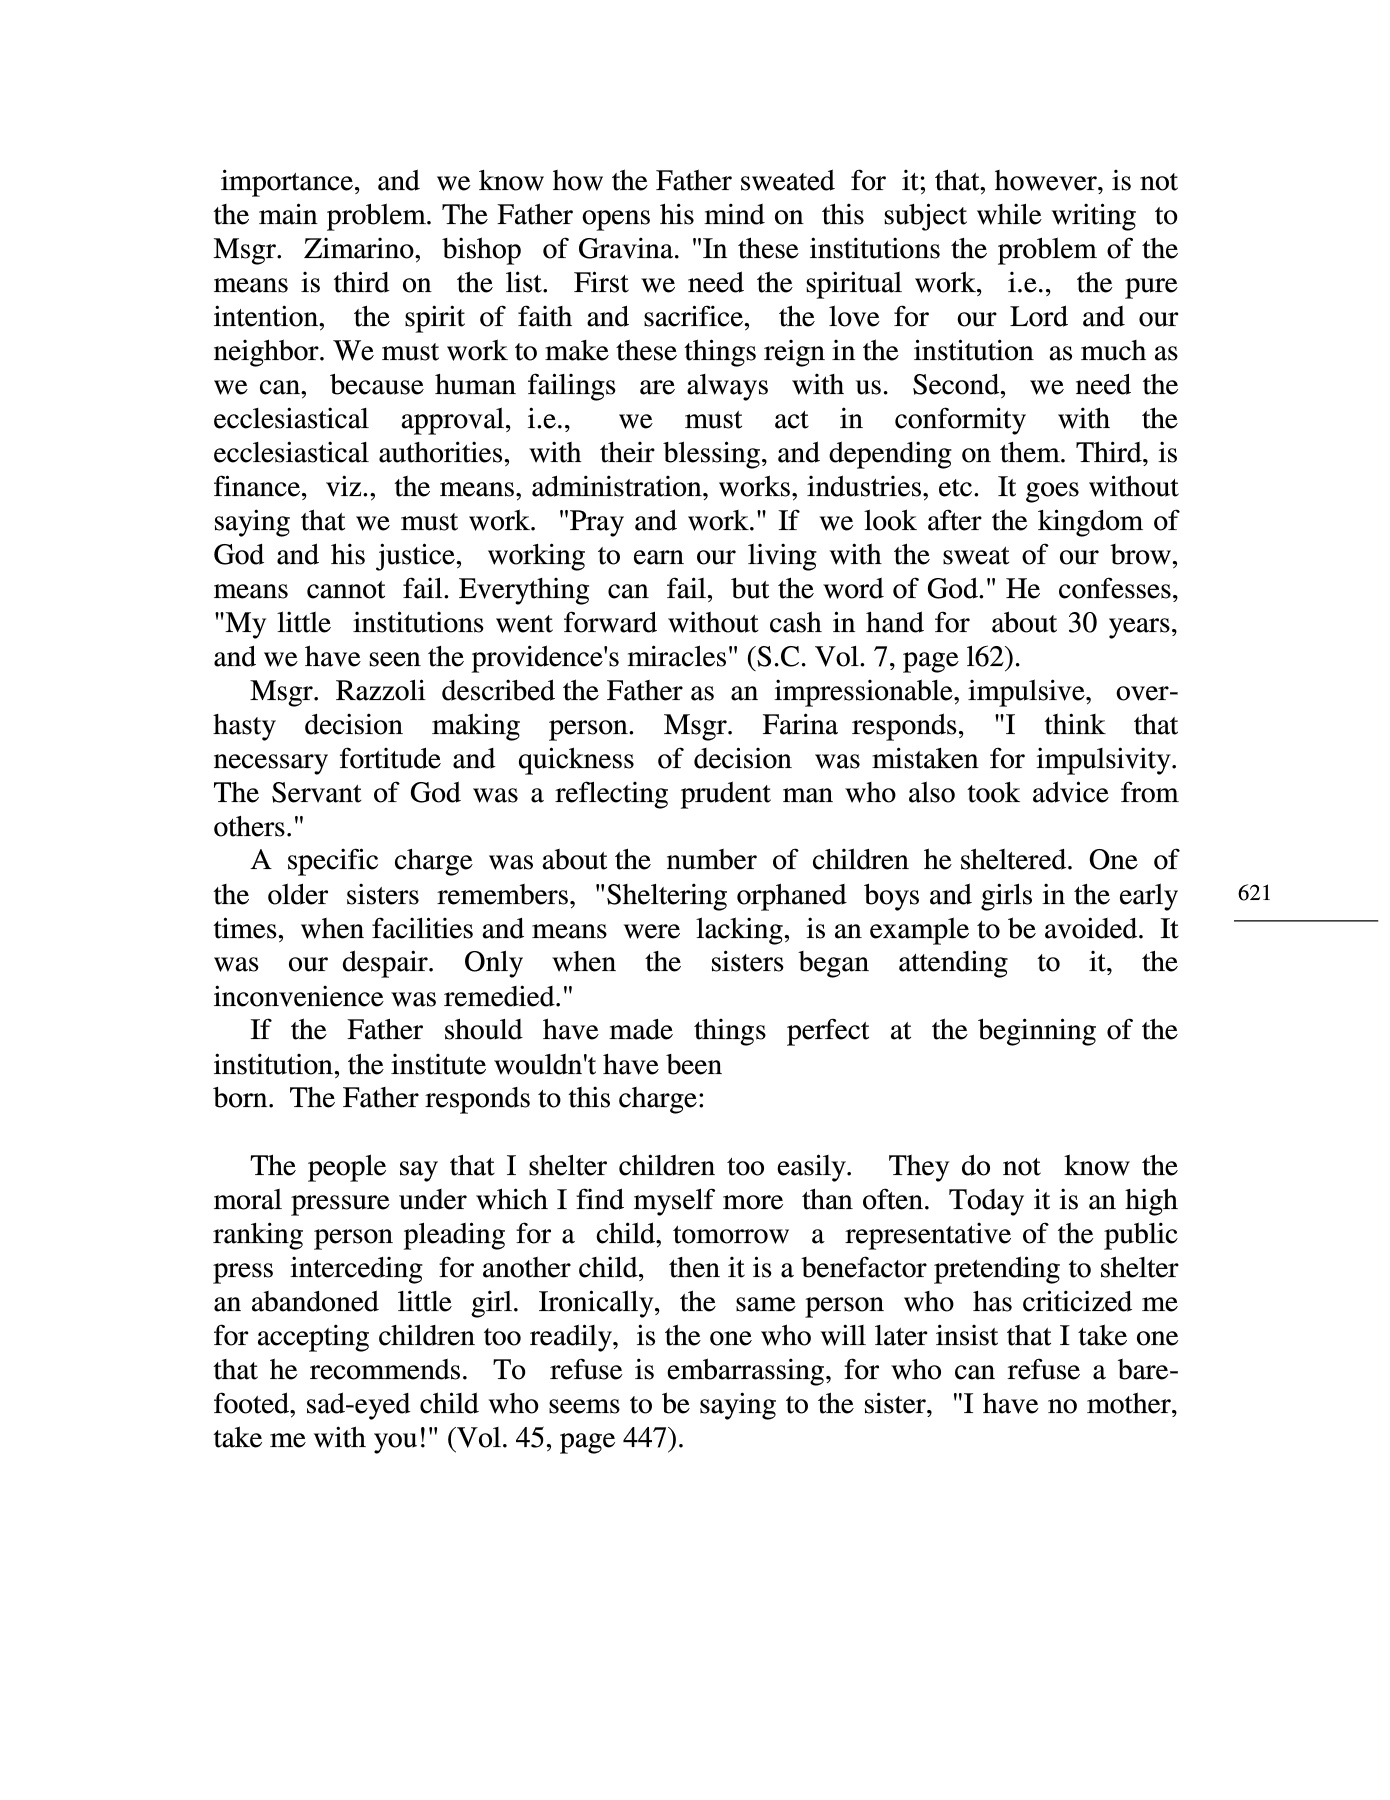 importance, and we know how the Father sweated for it; that, however, is not
the main problem. The Father opens his mind on this subject while writing to
Msgr. Zimarino, bishop of Gravina. "In these institutions the problem of the
means is third on the list. First we need the spiritual work, i.e., the pure
intention, the spirit of faith and sacrifice, the love for our Lord and our
neighbor. We must work to make these things reign in the institution as much as
we can, because human failings are always with us. Second, we need the
ecclesiastical approval, i.e., we must act in conformity with the
ecclesiastical authorities, with their blessing, and depending on them. Third, is
finance, viz., the means, administration, works, industries, etc. It goes without
saying that we must work. "Pray and work." If we look after the kingdom of
God and his justice, working to earn our living with the sweat of our brow,
means cannot fail. Everything can fail, but the word of God." He confesses,
"My little institutions went forward without cash in hand for about 30 years,
and we have seen the providence's miracles" (S.C. Vol. 7, page l62).
Msgr. Razzoli described the Father as an impressionable, impulsive, over-
hasty decision making person. Msgr. Farina responds, "I think that
necessary fortitude and quickness of decision was mistaken for impulsivity.
The Servant of God was a reflecting prudent man who also took advice from
others."
A specific charge was about the number of children he sheltered. One of
the older sisters remembers, "Sheltering orphaned boys and girls in the early
times, when facilities and means were lacking, is an example to be avoided. It
was our despair. Only when the sisters began attending to it, the
inconvenience was remedied."
If the Father should have made things perfect at the beginning of the
institution, the institute wouldn't have been
born. The Father responds to this charge:
The people say that I shelter children too easily. They do not know the
moral pressure under which I find myself more than often. Today it is an high
ranking person pleading for a child, tomorrow a representative of the public
press interceding for another child, then it is a benefactor pretending to shelter
an abandoned little girl. Ironically, the same person who has criticized me
for accepting children too readily, is the one who will later insist that I take one
that he recommends. To refuse is embarrassing, for who can refuse a bare-
footed, sad-eyed child who seems to be saying to the sister, "I have no mother,
take me with you!" (Vol. 45, page 447).
621